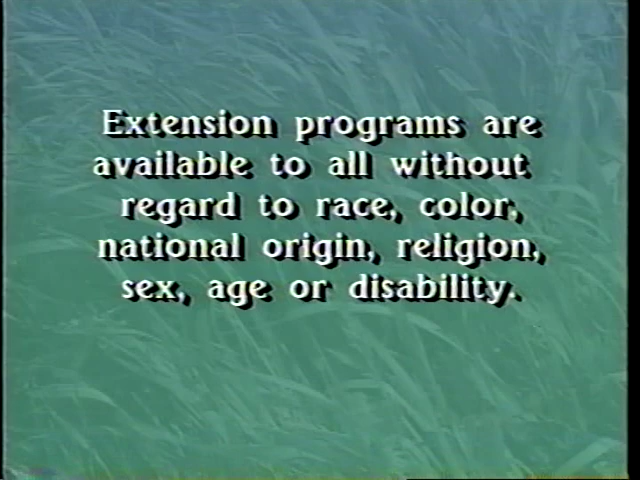 Extension programs are
available to all without
regard to race, color,
national origin, religion,
sex, age or disability.